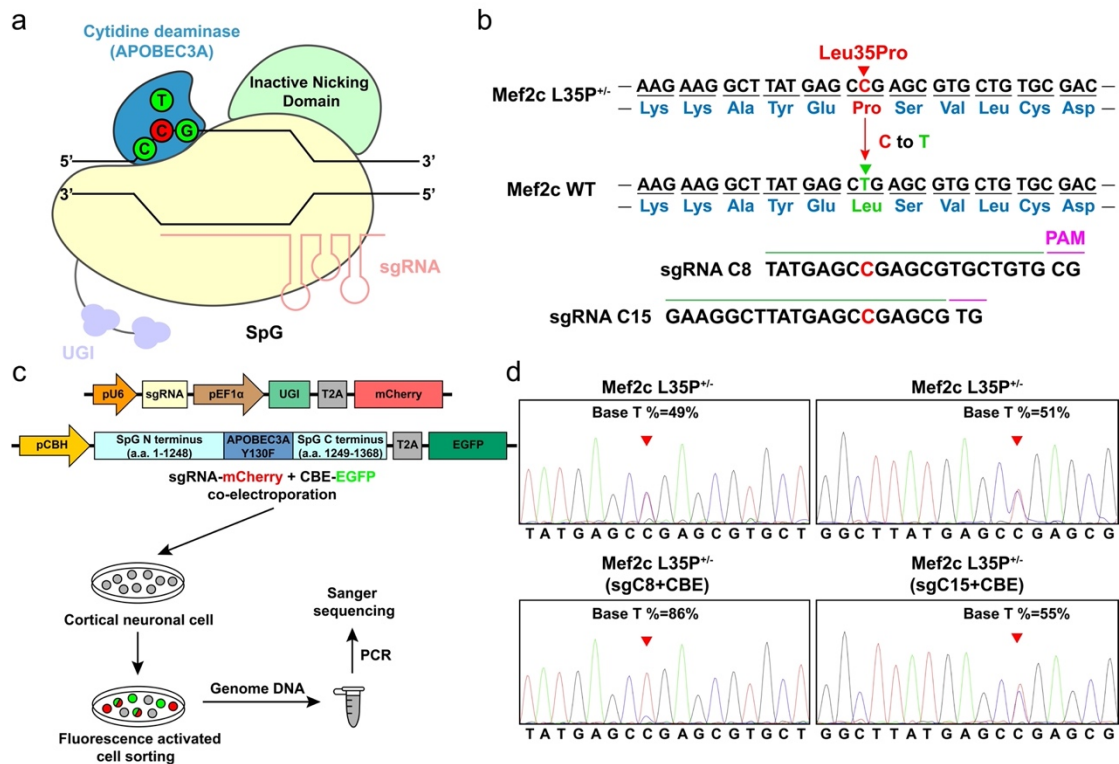 a
Cytidine deaminase
(APOBEC3A)
Inactive Nicking
Domain
T
C
G
C
5’
3’
3’
5’
sgRNA
SpG
UGI
b
Leu35Pro
Mef2c L35P+/-
AAG AAG GCT TAT GAG CCG AGC GTG CTG TGC GAC
Lys Lys Ala Tyr Glu Pro Ser Val Leu Cys Asp
C to T
Mef2c WT
AAG AAG GCT TAT GAG CTG AGC GTG CTG TGC GAC
Lys Lys Ala Tyr Glu Leu Ser Val Leu Cys Asp
PAM
sgRNA C8 TATGAGCCGAGCGTGCTGTG CG
sgRNA C15 GAAGGCTTATGAGCCGAGCG TG
c
pU6 sgRNA pEF1α UGI T2A mCherry
pCBH
SpG N terminus
(a.a. 1-1248)
APOBEC3A
Y130F
SpG C terminus
(a.a. 1249-1368)
T2A
EGFP
sgRNA-mCherry + CBE-EGFP
co-electroporation
Cortical neuronal cell
Fluorescence activated
cell sorting
Genome DNA
PCR
Sanger
sequencing
d
Mef2c L35P+/-
Base T %=49%
TATGAGCCGAGCGTGCT
Mef2c L35P+/-
Base T %=51%
GGCTTATGAGCCGAGCG
Mef2c L35P+/-
(sgC8+CBE)
Base T %=86%
TATGAGCCGAGCGTGCT
Mef2c L35P+/-
(sgC15+CBE)
Base T %=55%
GGCTTATGAGCCGAGCG